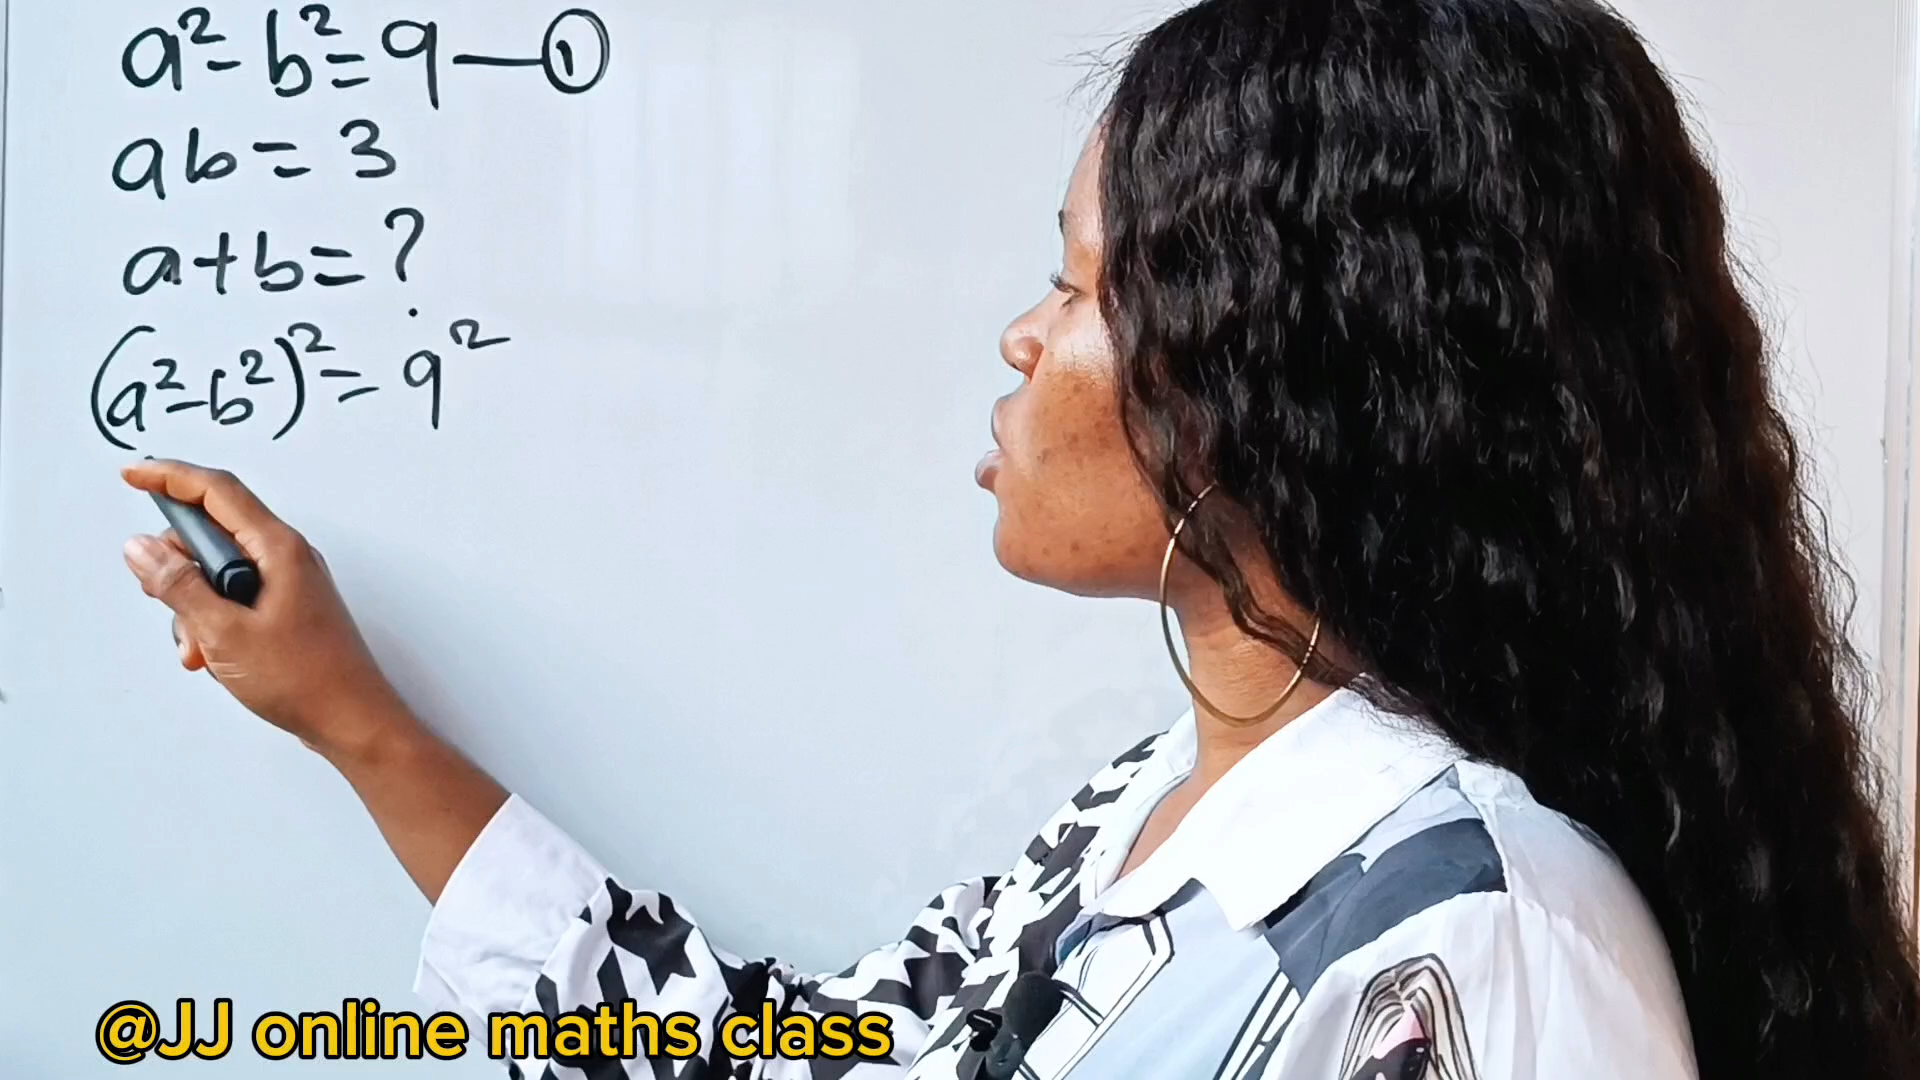 a² - b² = 9 — ①
ab = 3
a + b = ?
(a² - b²)² = 9²
@JJ online maths class